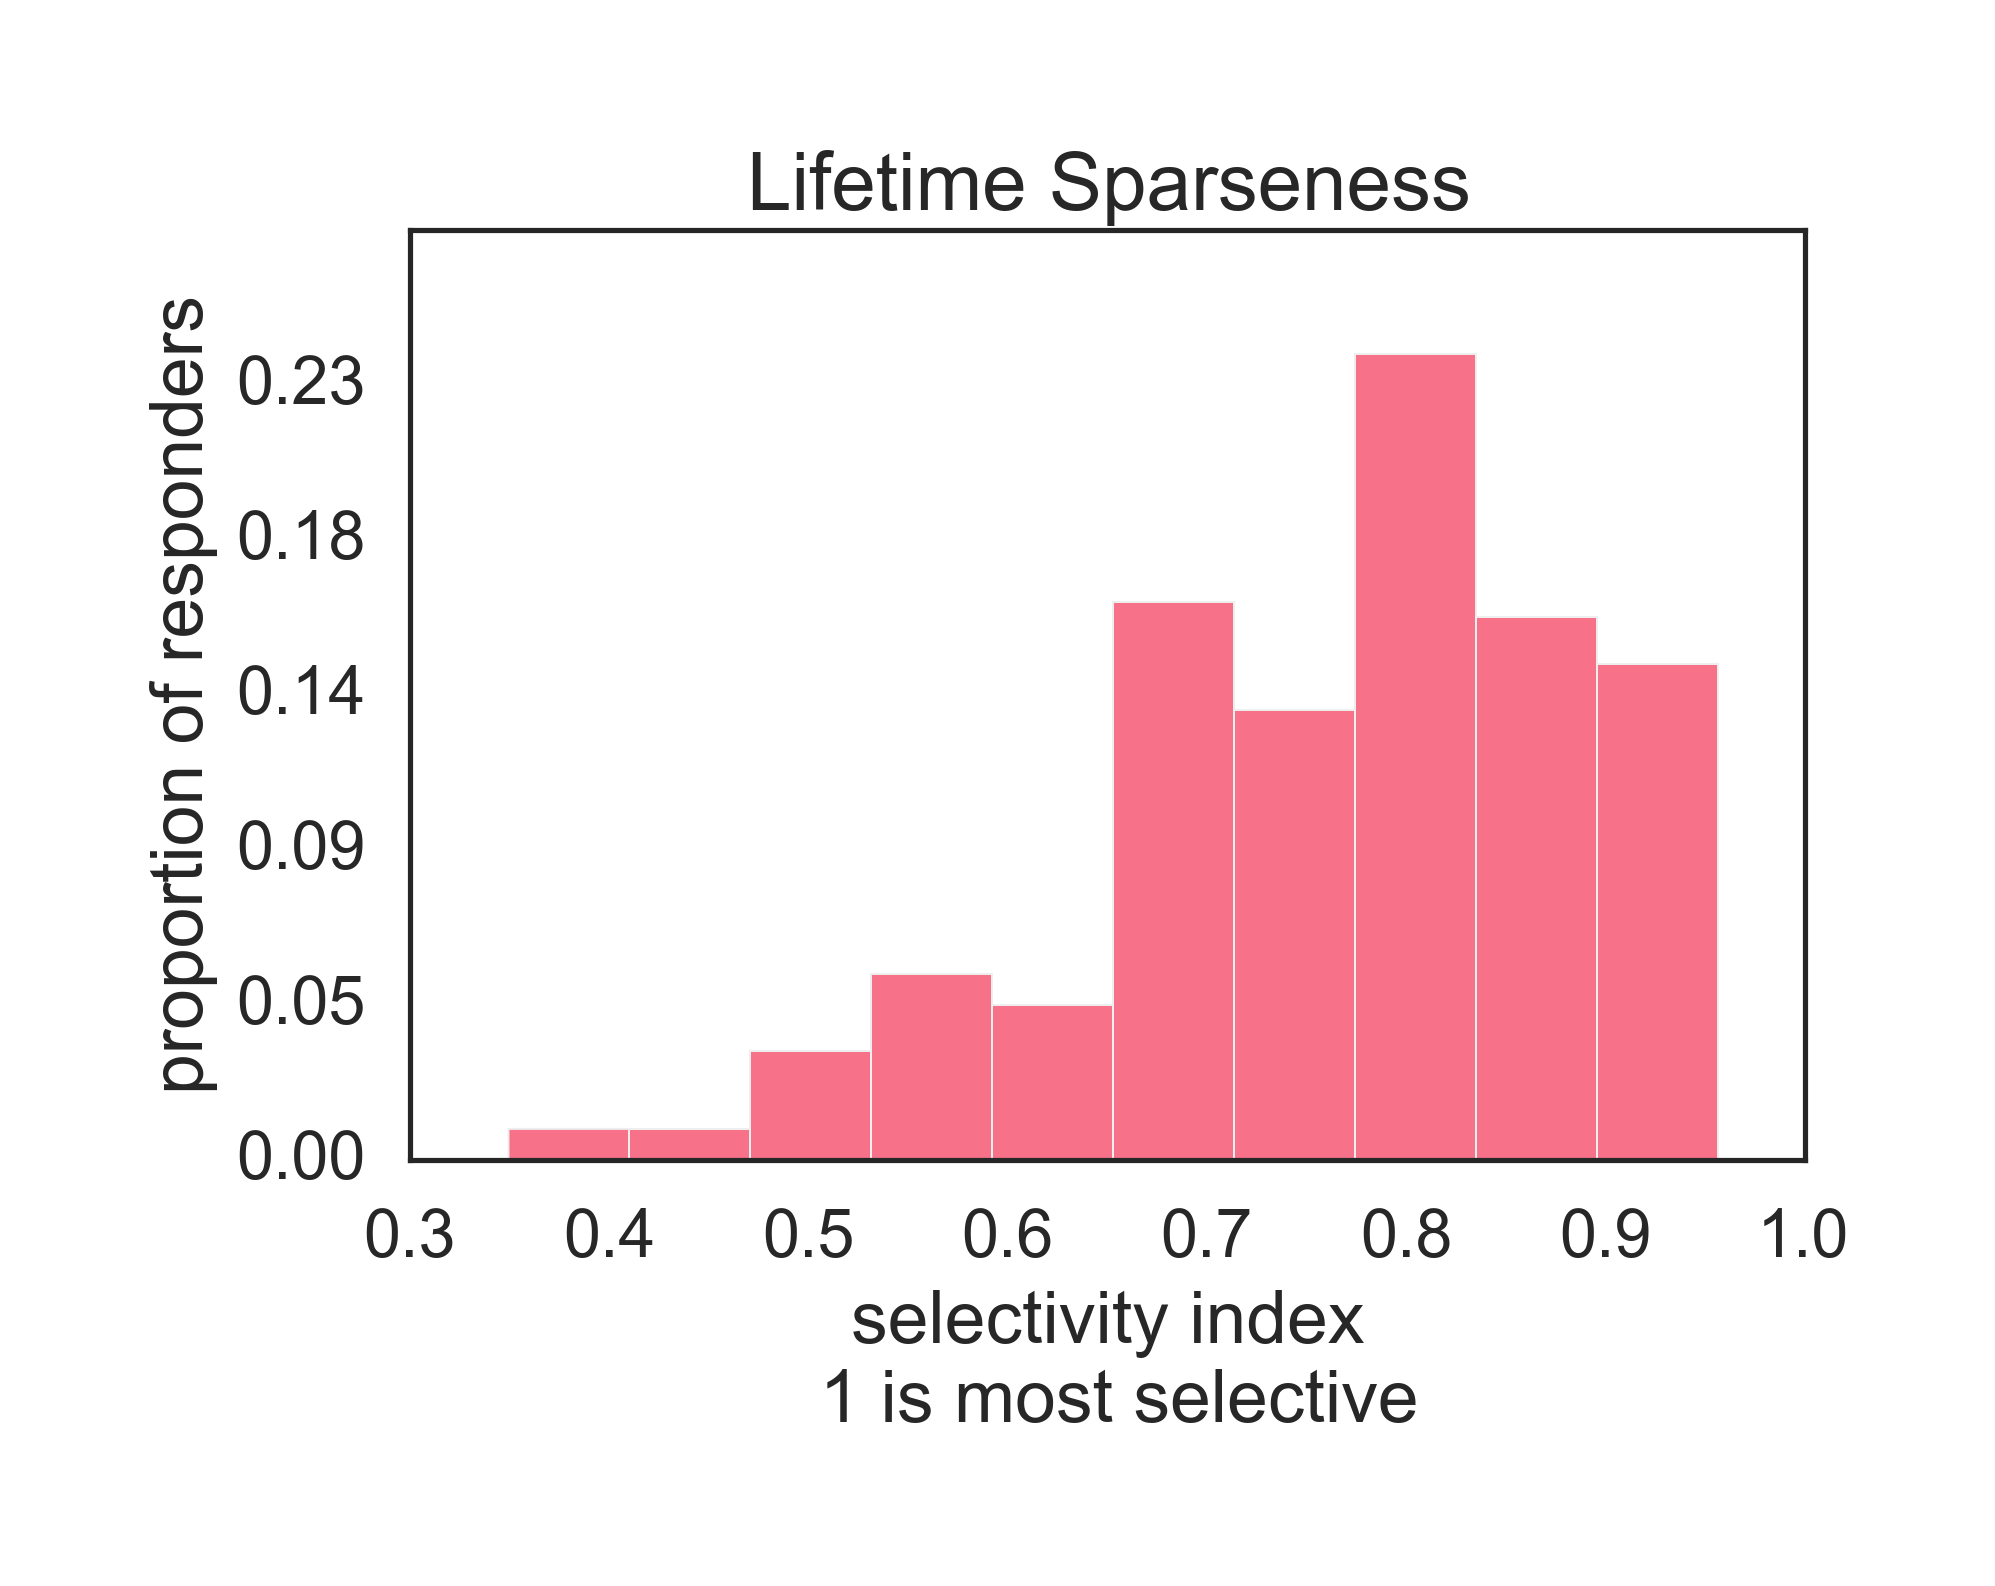 Lifetime Sparseness
proportion of responders
0.23
0.18
0.14
0.09
0.05
0.00
0.3 0.4 0.5 0.6 0.7 0.8 0.9 1.0
selectivity index
1 is most selective